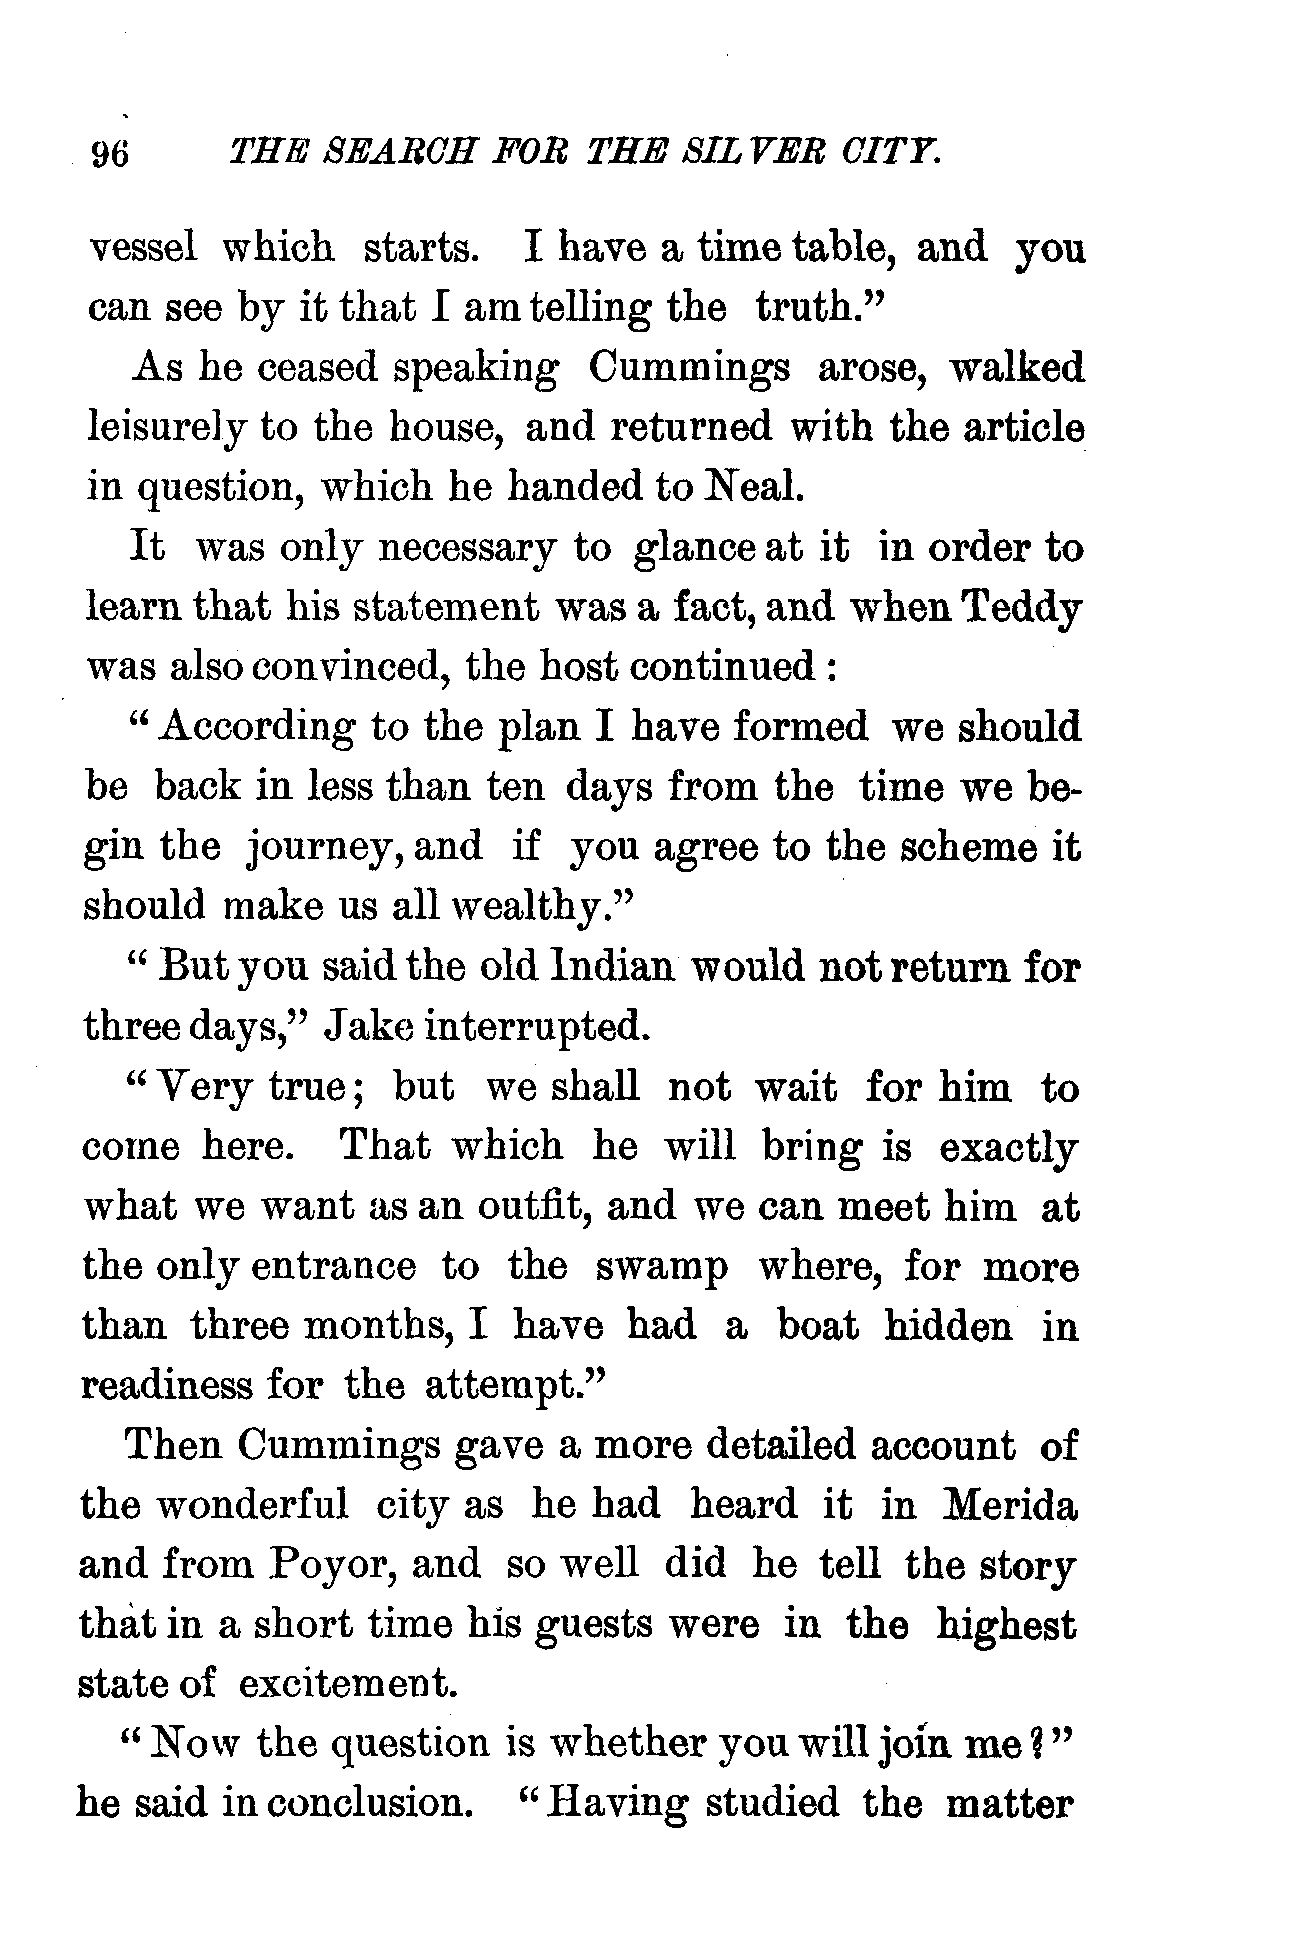 96 THE SEARCH FOR THE SILVER CITY.
vessel which starts. I have a time table, and you
can see by it that I am telling the truth.”
As he ceased speaking Cummings arose, walked
leisurely to the house, and returned with the article
in question, which he handed to Neal.
It was only necessary to glance at it in order to
learn that his statement was a fact, and when Teddy
was also convinced, the host continued :
“ According to the plan I have formed we should
be back in less than ten days from the time we be-
gin the journey, and if you agree to the scheme it
should make us all wealthy.”
“ But you said the old Indian would not return for
three days,” Jake interrupted.
“ Very true; but we shall not wait for him to
come here. That which he will bring is exactly
what we want as an outfit, and we can meet him at
the only entrance to the swamp where, for more
than three months, I have had a boat hidden in
readiness for the attempt.”
Then Cummings gave a more detailed account of
the wonderful city as he had heard it in Merida
and from Poyor, and so well did he tell the story
that in a short time his guests were in the highest
state of excitement.
“ Now the question is whether you will join me ? ”
he said in conclusion. “ Having studied the matter